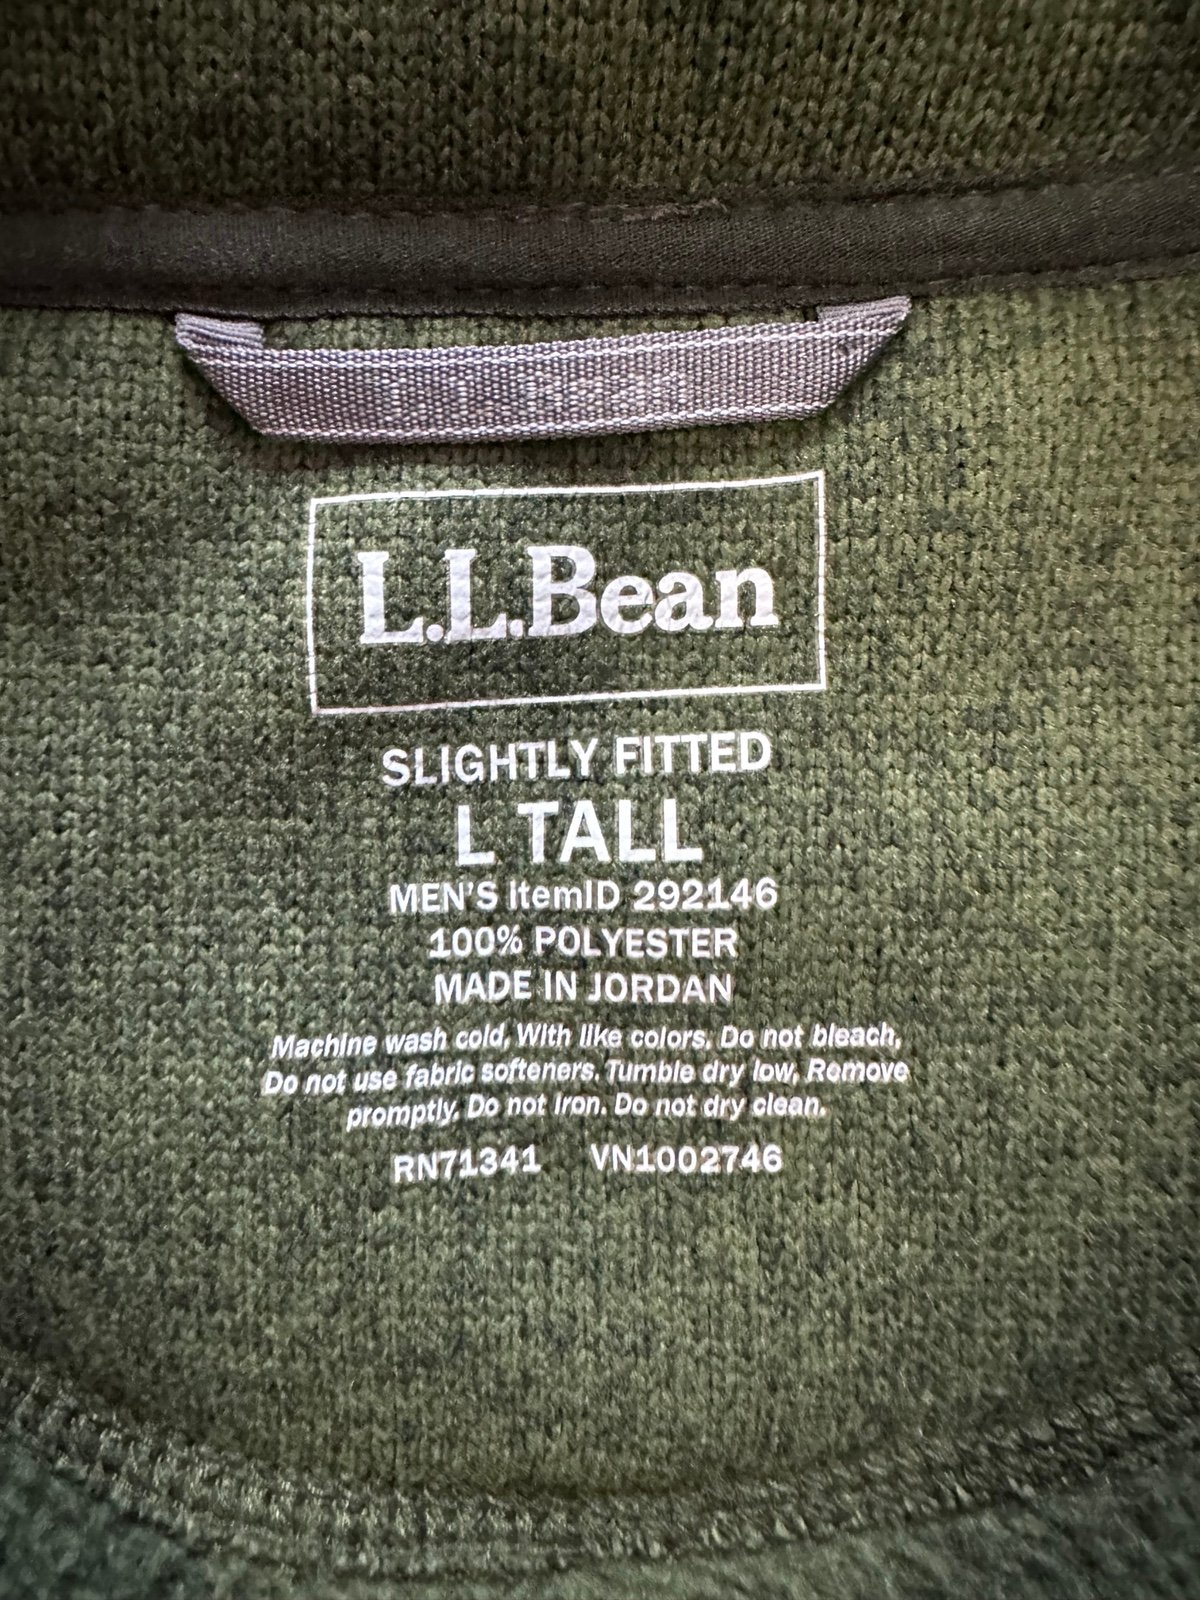 L.L.Bean
L.L.Bean
SLIGHTLY FITTED
L TALL
MEN'S ItemID 292146
100% POLYESTER
MADE IN JORDAN
Machine wash cold, With like colors. Do not bleach,
Do not use fabric softeners. Tumble dry low, Remove
promptly. Do not Iron. Do not dry clean.
RN71341 VN1002746